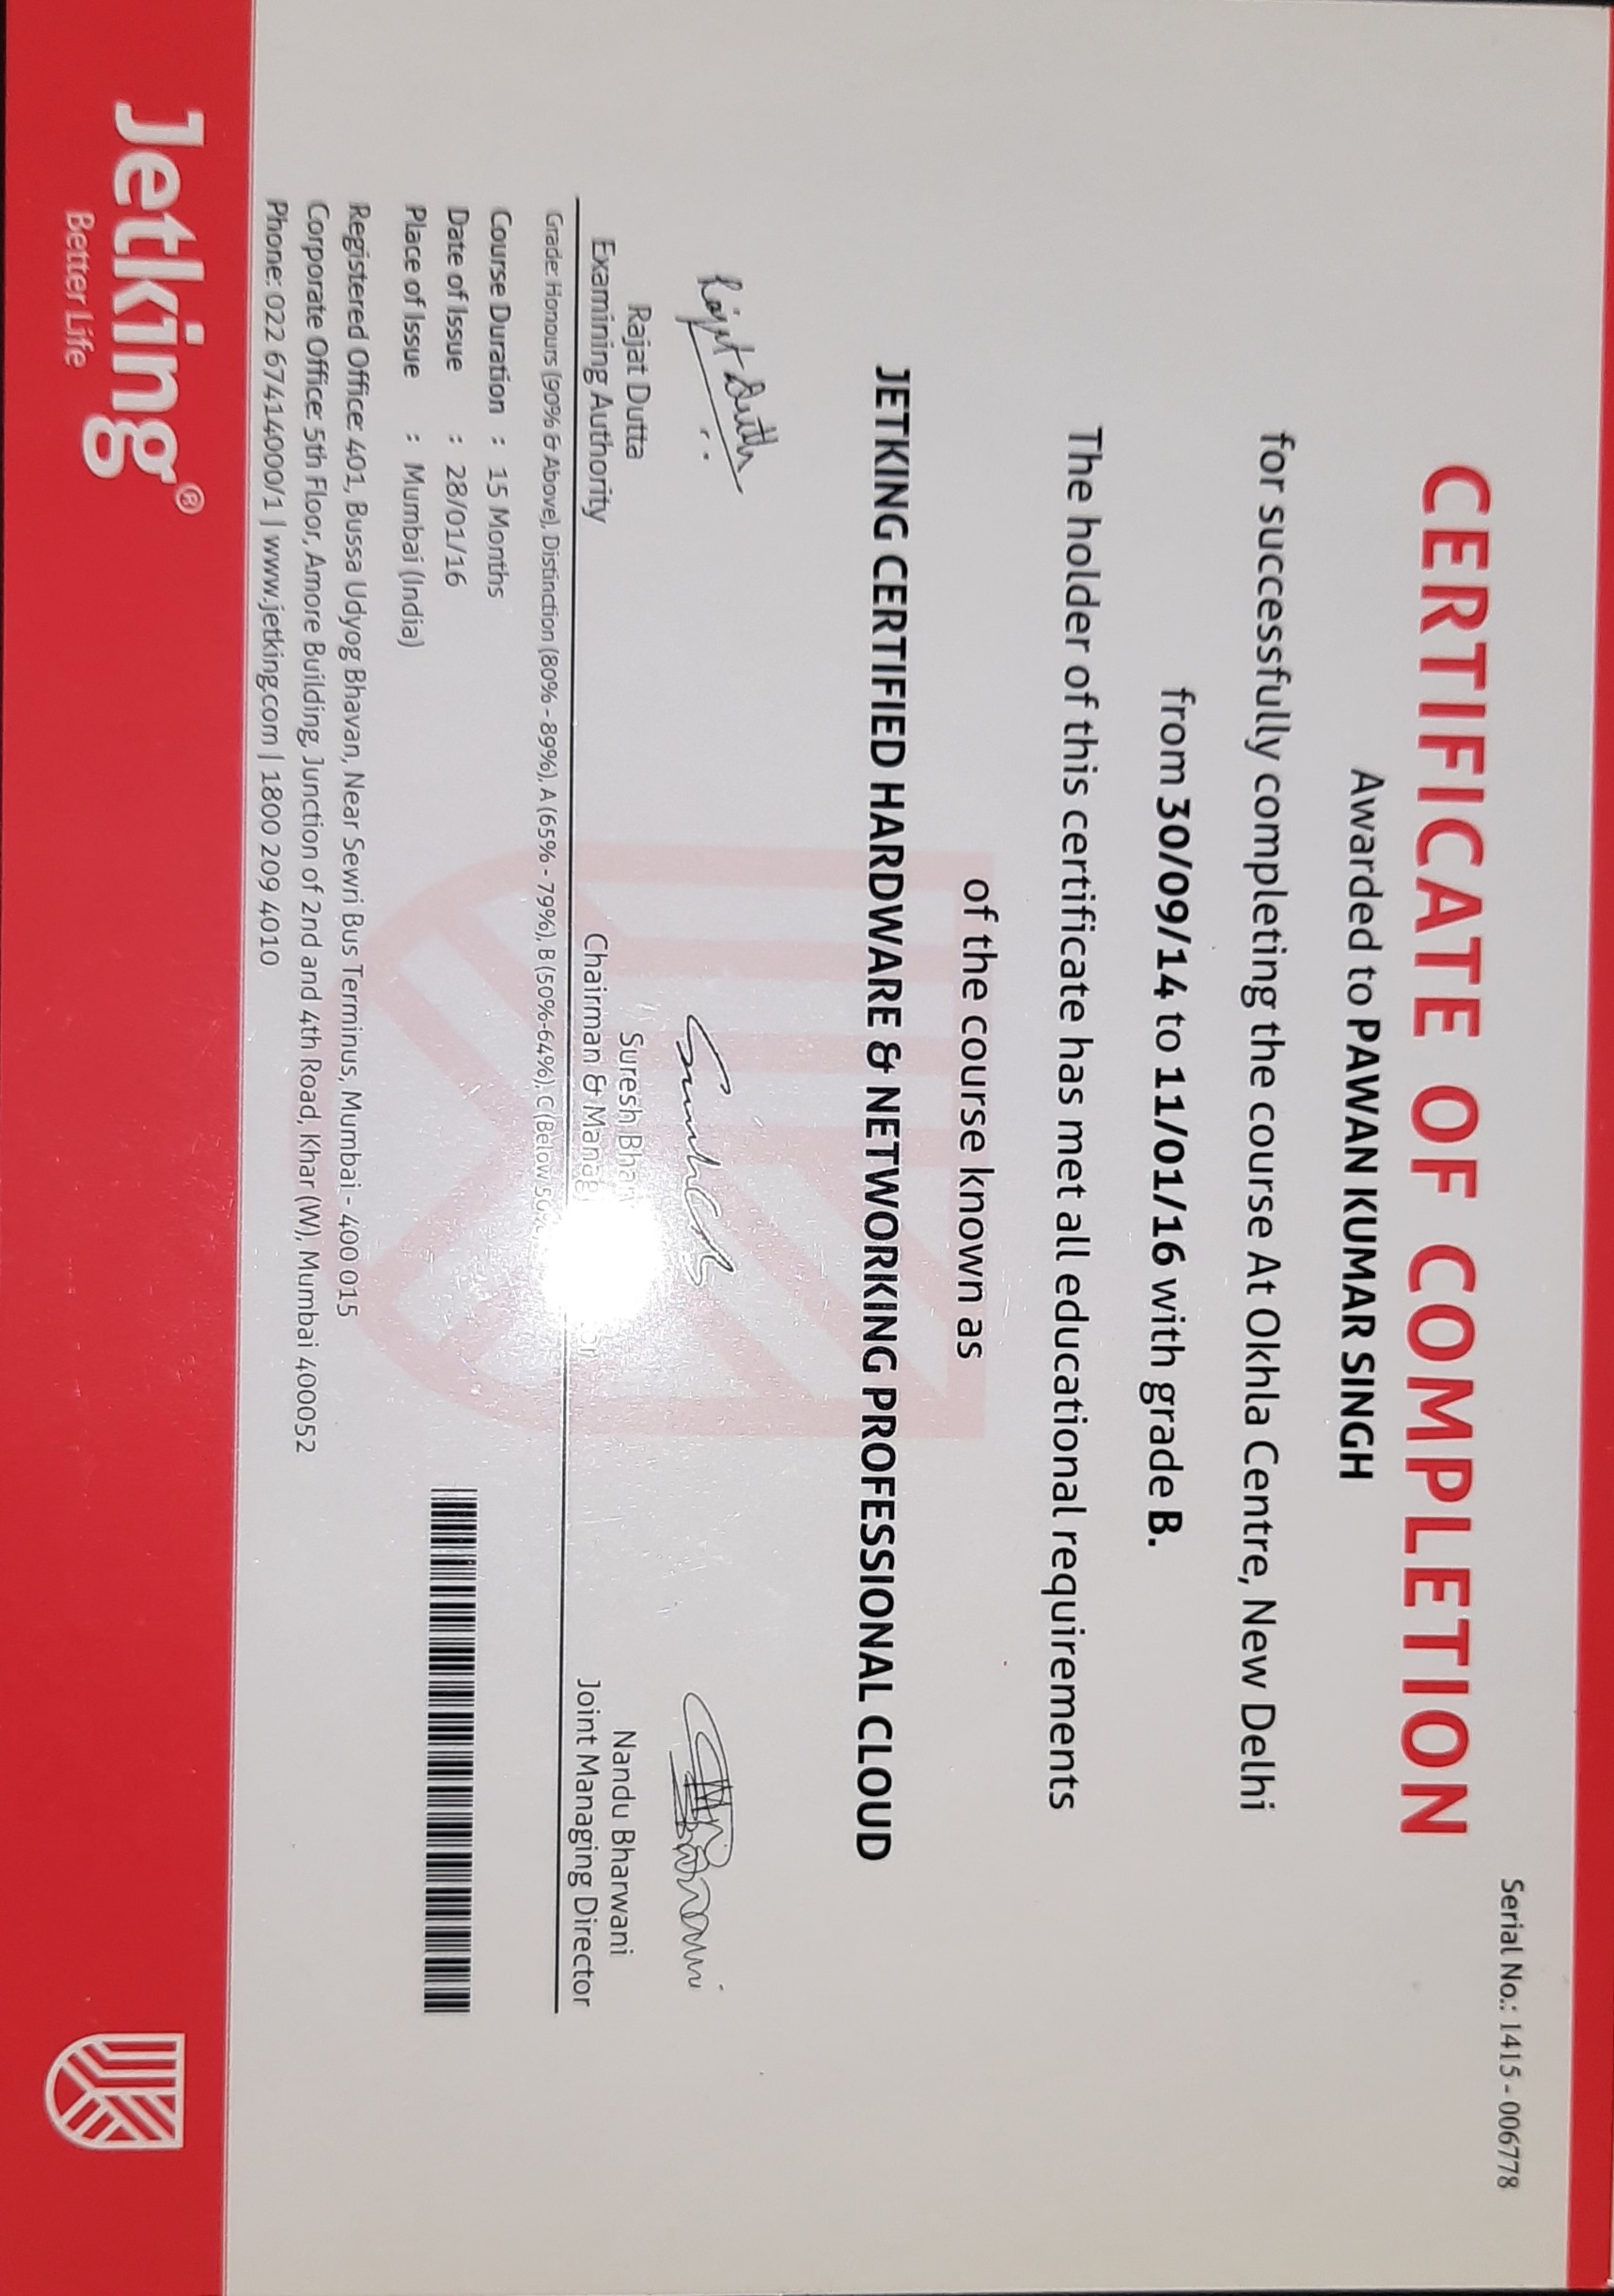 Serial No.: 1415 - 006778
CERTIFICATE OF COMPLETION
Awarded to PAWAN KUMAR SINGH
for successfully completing the course At Okhla Centre, New Delhi
from 30/09/14 to 11/01/16 with grade B.
The holder of this certificate has met all educational requirements
of the course known as
JETKING CERTIFIED HARDWARE & NETWORKING PROFESSIONAL CLOUD
Rajat Dutta
Rajat Dutta Suresh Nandu Bharwani
Examining Authority Chairman & Joint Managing Director
Grade: Honours (90% & Above), Distinction (80% - 89%), A (65% - 79%), B (50%-64%), C (Below 50%
Course Duration : 15 Months
Date of Issue : 28/01/16
Place of Issue : Mumbai (India)
Registered Office: 401, Bussa Udyog Bhavan, Near Sewri Bus Terminus, Mumbai - 400 015
Corporate Office: 5th Floor, Amore Building, Junction of 2nd and 4th Road, Khar (W), Mumbai 400052
Phone: 022 67414000/1 | www.jetking.com | 1800 209 4010
Jetking®
Better Life